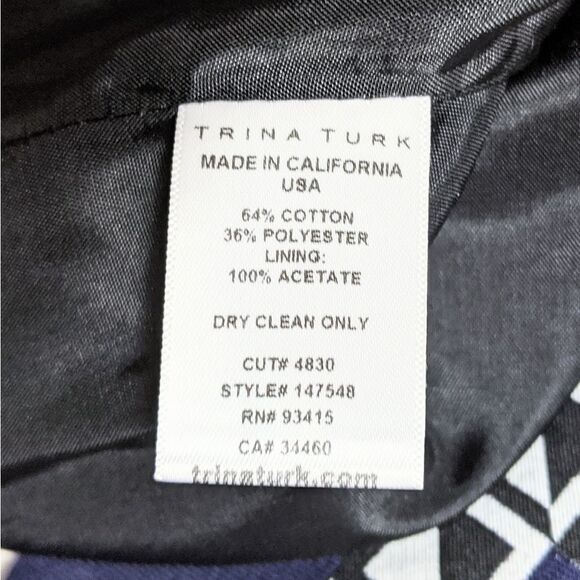 TRINA TURK
MADE IN CALIFORNIA
USA
64% COTTON
36% POLYESTER
LINING:
100% ACETATE
DRY CLEAN ONLY
CUT# 4830
STYLE# 147548
RN# 93415
CA# 34460
trinaturk.com